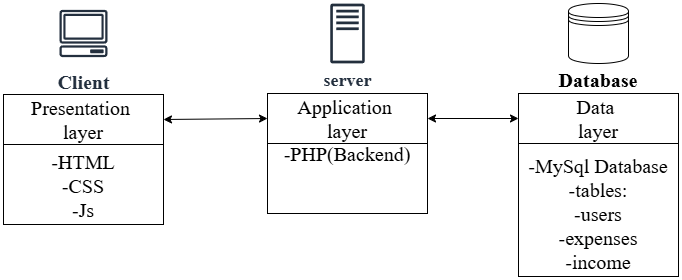 Client
Presentation
layer
-HTML
-CSS
-Js
server
Application
layer
-PHP(Backend)
Database
Data
layer
-MySql Database
-tables:
-users
-expenses
-income